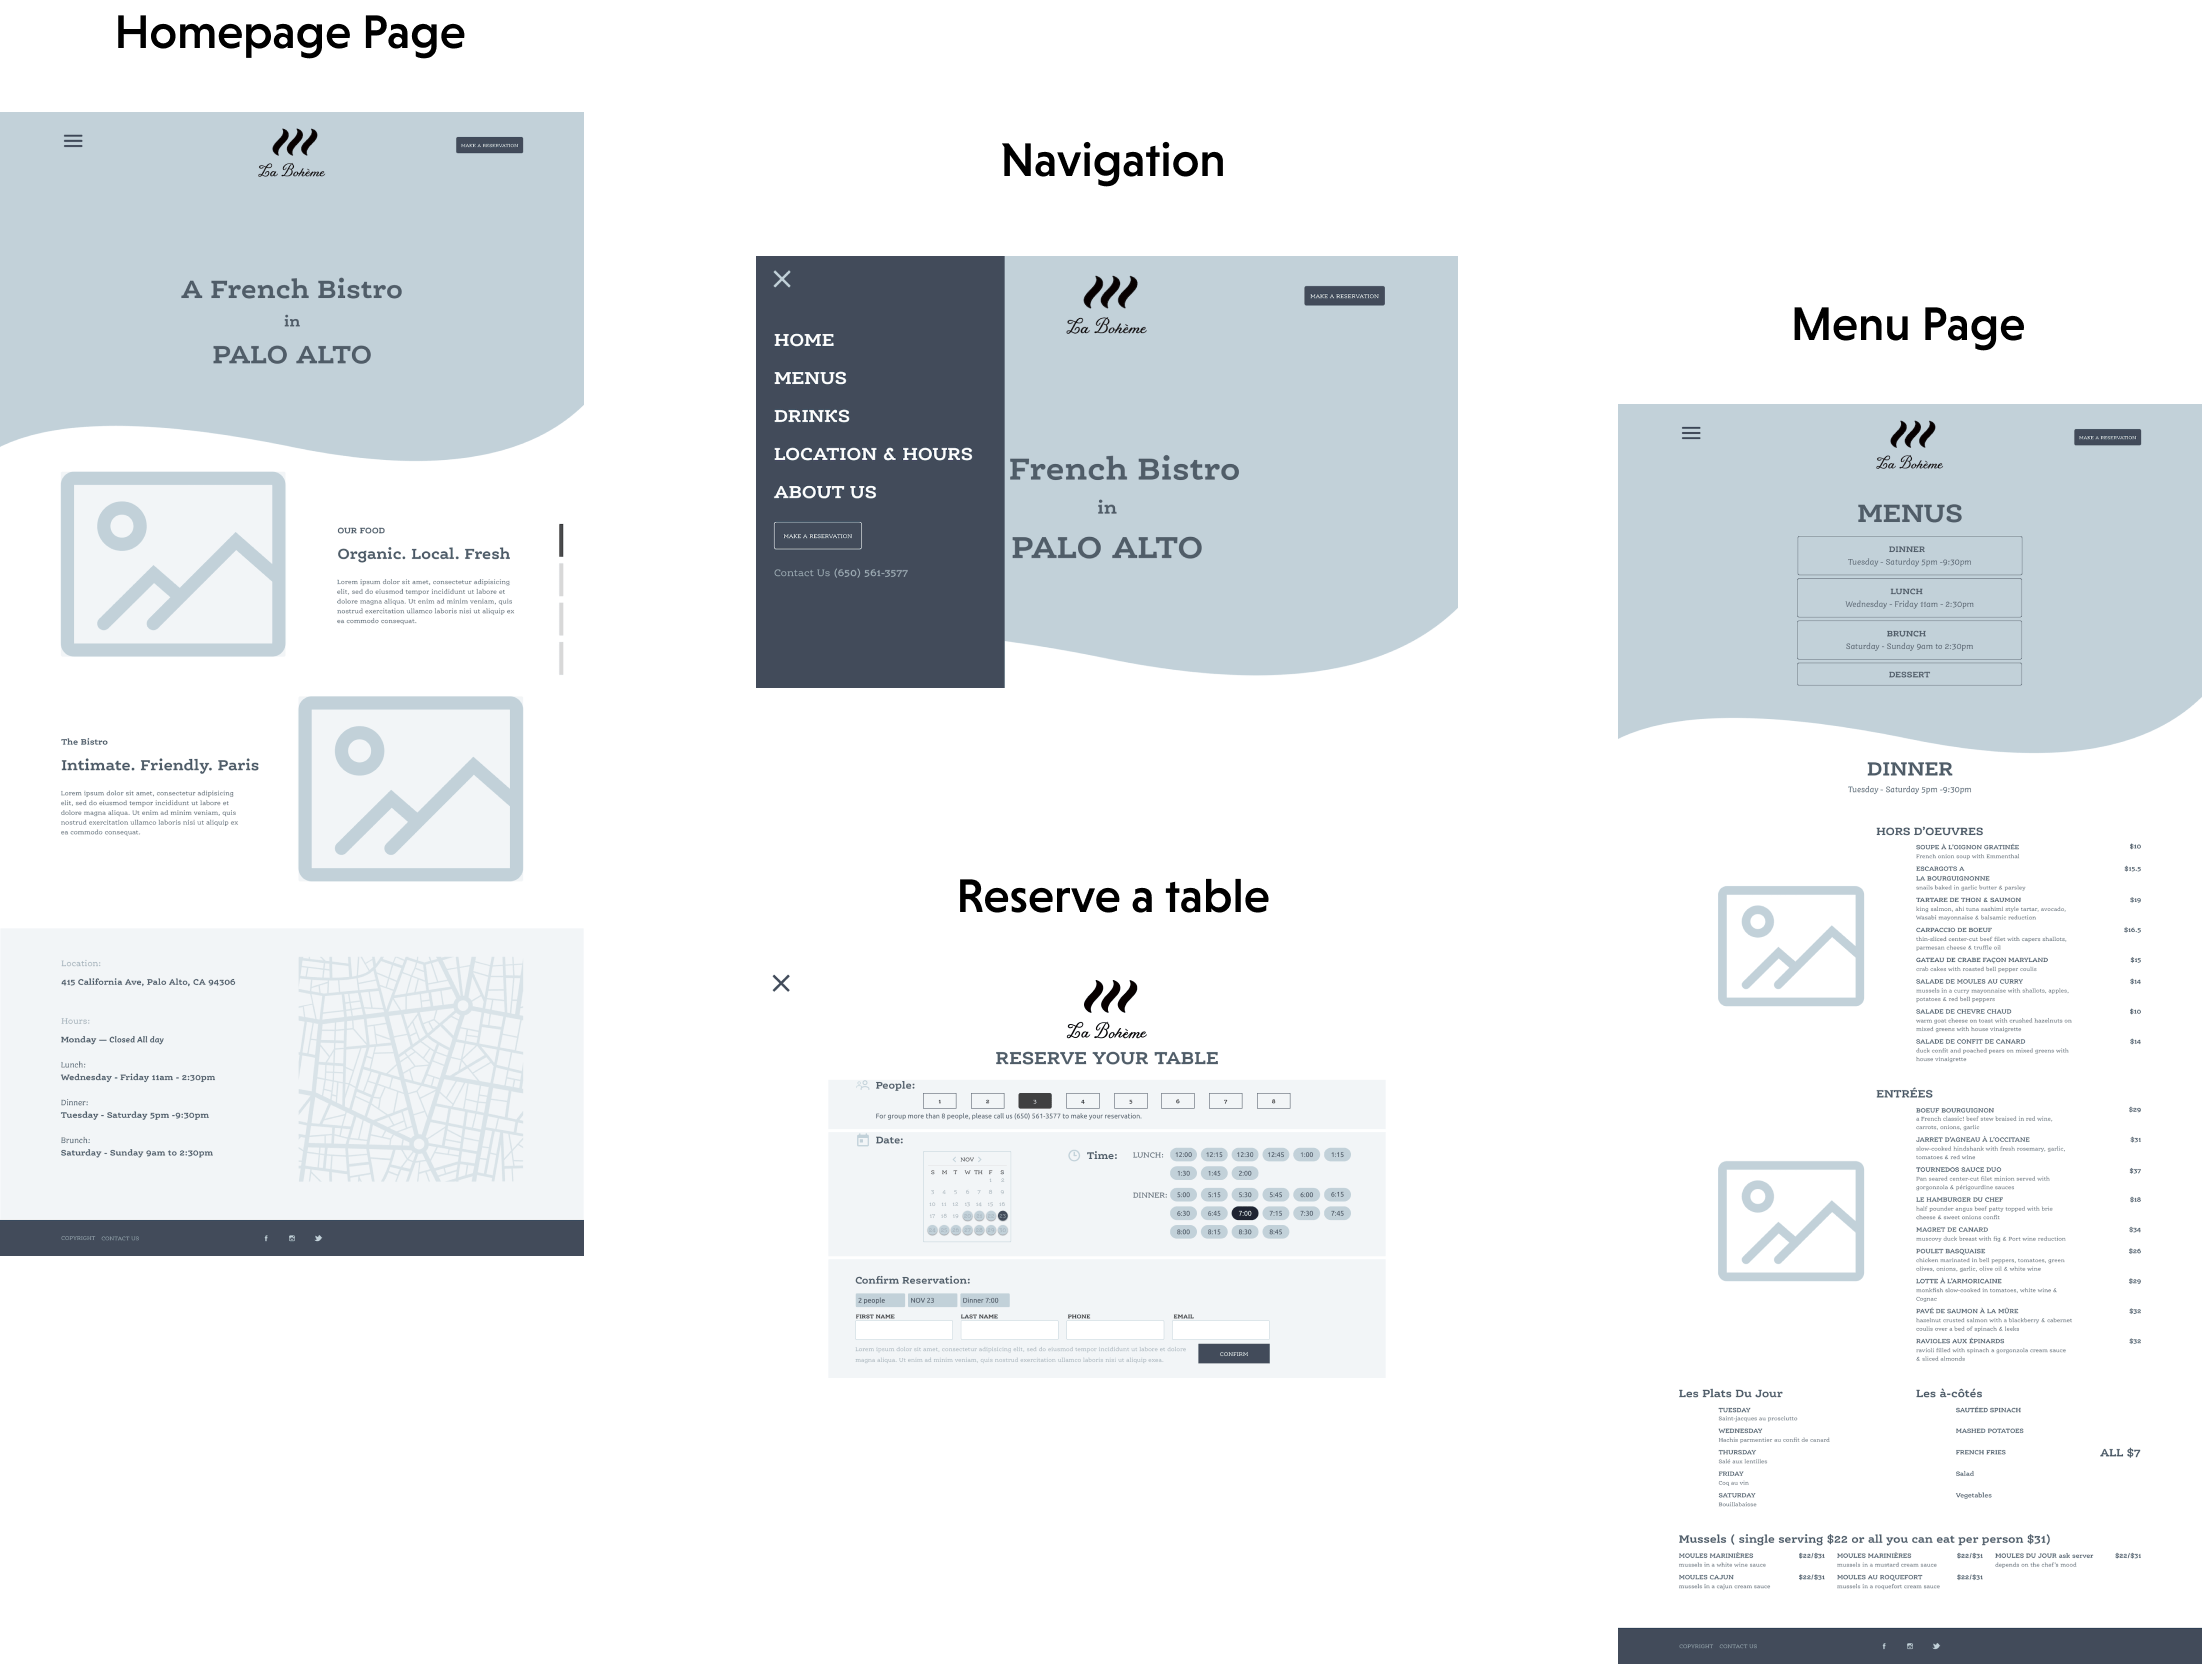 Homepage Page
La Bohème
MAKE A RESERVATION
A French Bistro
in
PALO ALTO
OUR FOOD
Organic. Local. Fresh
Lorem ipsum dolor sit amet, consectetur adipisicing
elit, sed do eiusmod tempor incididunt ut labore et
dolore magna aliqua. Ut enim ad minim veniam, quis
nostrud exercitation ullamco laboris nisi ut aliquip ex
ea commodo consequat.
The Bistro
Intimate. Friendly. Paris
Lorem ipsum dolor sit amet, consectetur adipisicing
elit, sed do eiusmod tempor incididunt ut labore et
dolore magna aliqua. Ut enim ad minim veniam, quis
nostrud exercitation ullamco laboris nisi ut aliquip ex
ea commodo consequat.
Location:
415 California Ave, Palo Alto, CA 94306
Hours:
Monday — Closed All day
Lunch:
Wednesday - Friday 11am - 2:30pm
Dinner:
Tuesday - Saturday 5pm -9:30pm
Brunch:
Saturday - Sunday 9am to 2:30pm
COPYRIGHT CONTACT US
Navigation
HOME
MENUS
DRINKS
LOCATION & HOURS
ABOUT US
MAKE A RESERVATION
Contact Us (650) 561-3577
La Bohème
MAKE A RESERVATION
French Bistro
in
PALO ALTO
Reserve a table
La Bohème
RESERVE YOUR TABLE
People:
1 2 3 4 5 6 7 8
For group more than 8 people, please call us (650) 561-3577 to make your reservation.
Date:
NOV
S M T W TH F S
1 2
3 4 5 6 7 8 9
10 11 12 13 14 15 16
17 18 19 23
Time:
LUNCH: 12:00 12:15 12:30 12:45 1:00 1:15
1:30 1:45 2:00
DINNER: 5:00 5:15 5:30 5:45 6:00 6:15
6:30 6:45 7:00 7:15 7:30 7:45
8:00 8:15 8:30 8:45
Confirm Reservation:
2 people NOV 23 Dinner 7:00
FIRST NAME LAST NAME PHONE EMAIL
Lorem ipsum dolor sit amet, consectetur adipisicing elit, sed do eiusmod tempor incididunt ut labore et dolore
magna aliqua. Ut enim ad minim veniam, quis nostrud exercitation ullamco laboris nisi ut aliquip exea.
CONFIRM
Menu Page
La Bohème
MAKE A RESERVATION
MENUS
DINNER
Tuesday - Saturday 5pm -9:30pm
LUNCH
Wednesday - Friday 11am - 2:30pm
BRUNCH
Saturday - Sunday 9am to 2:30pm
DESSERT
DINNER
Tuesday - Saturday 5pm -9:30pm
HORS D'OEUVRES
SOUPE À L'OIGNON GRATINÉE $10
French onion soup with Emmenthal
ESCARGOTS A $15.5
LA BOURGUIGNONNE
snails baked in garlic butter & parsley
TARTARE DE THON & SAUMON $19
king salmon, ahi tuna sashimi style tartar, avocado,
Wasabi mayonnaise & balsamic reduction
CARPACCIO DE BOEUF $16.5
thin-sliced center-cut beef filet with capers shallots,
parmesan cheese & truffle oil
GATEAU DE CRABE FAÇON MARYLAND $15
crab cakes with roasted bell pepper coulis
SALADE DE MOULES AU CURRY $14
mussels in a curry mayonnaise with shallots, apples,
potatoes & red bell peppers
SALADE DE CHEVRE CHAUD $10
warm goat cheese on toast with crushed hazelnuts on
mixed greens with house vinaigrette
SALADE DE CONFIT DE CANARD $14
duck confit and poached pears on mixed greens with
house vinaigrette
ENTRÉES
BOEUF BOURGUIGNON $29
a French classic! beef stew braised in red wine,
carrots, onions, garlic
JARRET D'AGNEAU À L'OCCITANE $31
slow-cooked hindshank with fresh rosemary, garlic,
tomatoes & red wine
TOURNEDOS SAUCE DUO $37
Pan seared center-cut filet minion served with
gorgonzola & périgourdine sauces
LE HAMBURGER DU CHEF $18
half pounder angus beef patty topped with brie
cheese & sweet onions confit
MAGRET DE CANARD $34
muscovy duck breast with fig & Port wine reduction
POULET BASQUAISE $26
chicken marinated in bell peppers, tomatoes, green
olives, onions, garlic, olive oil & white wine
LOTTE À L'ARMORICAINE $29
monkfish slow-cooked in tomatoes, white wine &
Cognac
PAVÉ DE SAUMON À LA MÛRE $32
hazelnut crusted salmon with a blackberry & cabernet
coulis over a bed of spinach & leaks
RAVIOLES AUX ÉPINARDS $32
ravioli filled with spinach a gorgonzola cream sauce
& sliced almonds
Les Plats Du Jour
TUESDAY
Saint-jacques au prosciutto
WEDNESDAY
Hachis parmentier au confit de canard
THURSDAY
Salé aux lentilles
FRIDAY
Coq au vin
SATURDAY
Bouillabaisse
Les à-côtés
SAUTÉED SPINACH
MASHED POTATOES
FRENCH FRIES
Salad
Vegetables
ALL $7
Mussels ( single serving $22 or all you can eat per person $31)
MOULES MARINIÈRES $22/$31
mussels in a white wine sauce
MOULES CAJUN $22/$31
mussels in a cajun cream sauce
MOULES MARINIÈRES $22/$31
mussels in a mustard cream sauce
MOULES AU ROQUEFORT $22/$31
mussels in a roquefort cream sauce
MOULES DU JOUR ask server $22/$31
depends on the chef's mood
COPYRIGHT CONTACT US